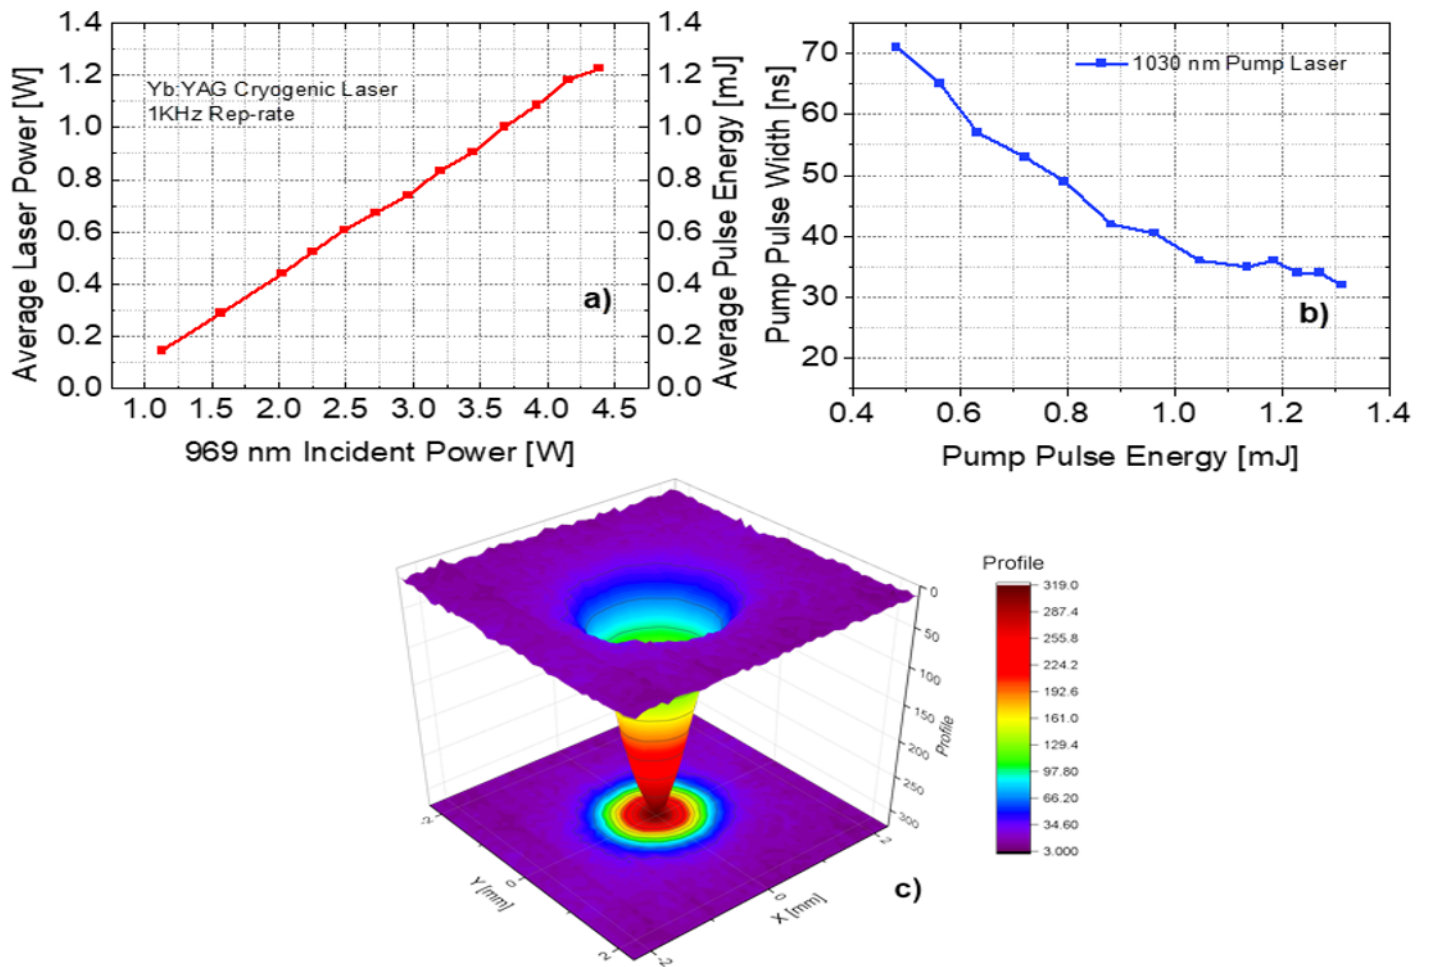 1.4
1.2
1.0
0.8
0.6
0.4
0.2
0.0
Average Laser Power [W]
Yb:YAG Cryogenic Laser
1KHz Rep-rate
a)
1.0 1.5 2.0 2.5 3.0 3.5 4.0 4.5
969 nm Incident Power [W]
1.4
1.2
1.0
0.8
0.6
0.4
0.2
0.0
Average Pulse Energy [mJ]
70
60
50
40
30
20
Pump Pulse Width [ns]
1030 nm Pump Laser
b)
0.4 0.6 0.8 1.0 1.2 1.4
Pump Pulse Energy [mJ]
0
50
100
150
200
250
300
Profile
-2
0
2
Y [mm]
-2
0
2
X [mm]
c)
Profile
319.0
287.4
255.8
224.2
192.6
161.0
129.4
97.80
66.20
34.60
3.000